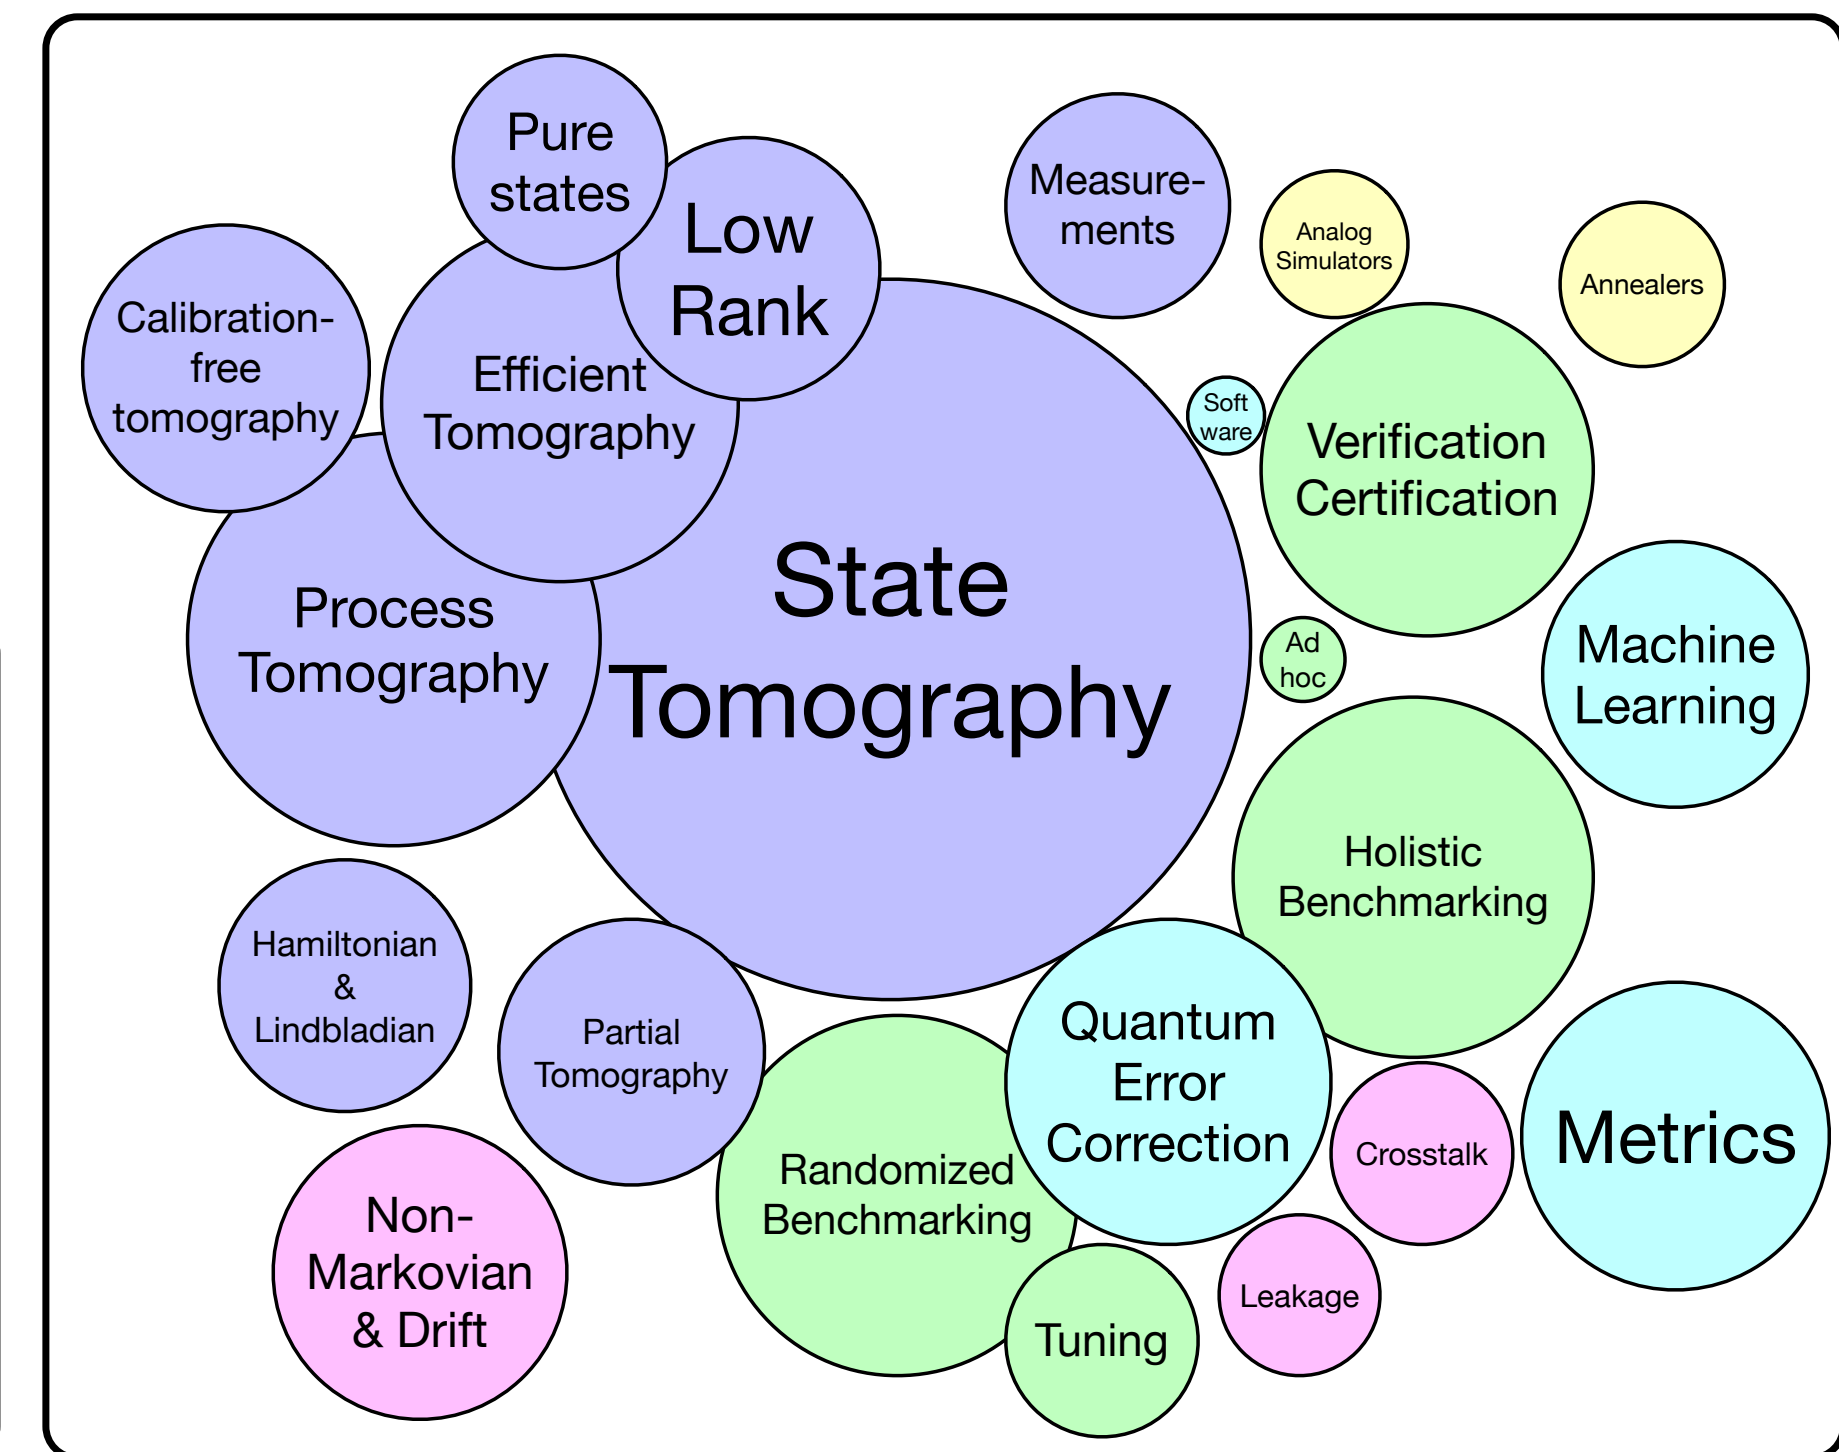 Pure
states
Low
Rank
Measure-
ments
Analog
Simulators
Annealers
Calibration-
free
tomography
Efficient
Tomography
Soft
ware
Verification
Certification
State
Tomography
Process
Tomography
Ad
hoc
Machine
Learning
Holistic
Benchmarking
Hamiltonian
&
Lindbladian
Partial
Tomography
Quantum
Error
Correction
Metrics
Crosstalk
Randomized
Benchmarking
Non-
Markovian
& Drift
Leakage
Tuning